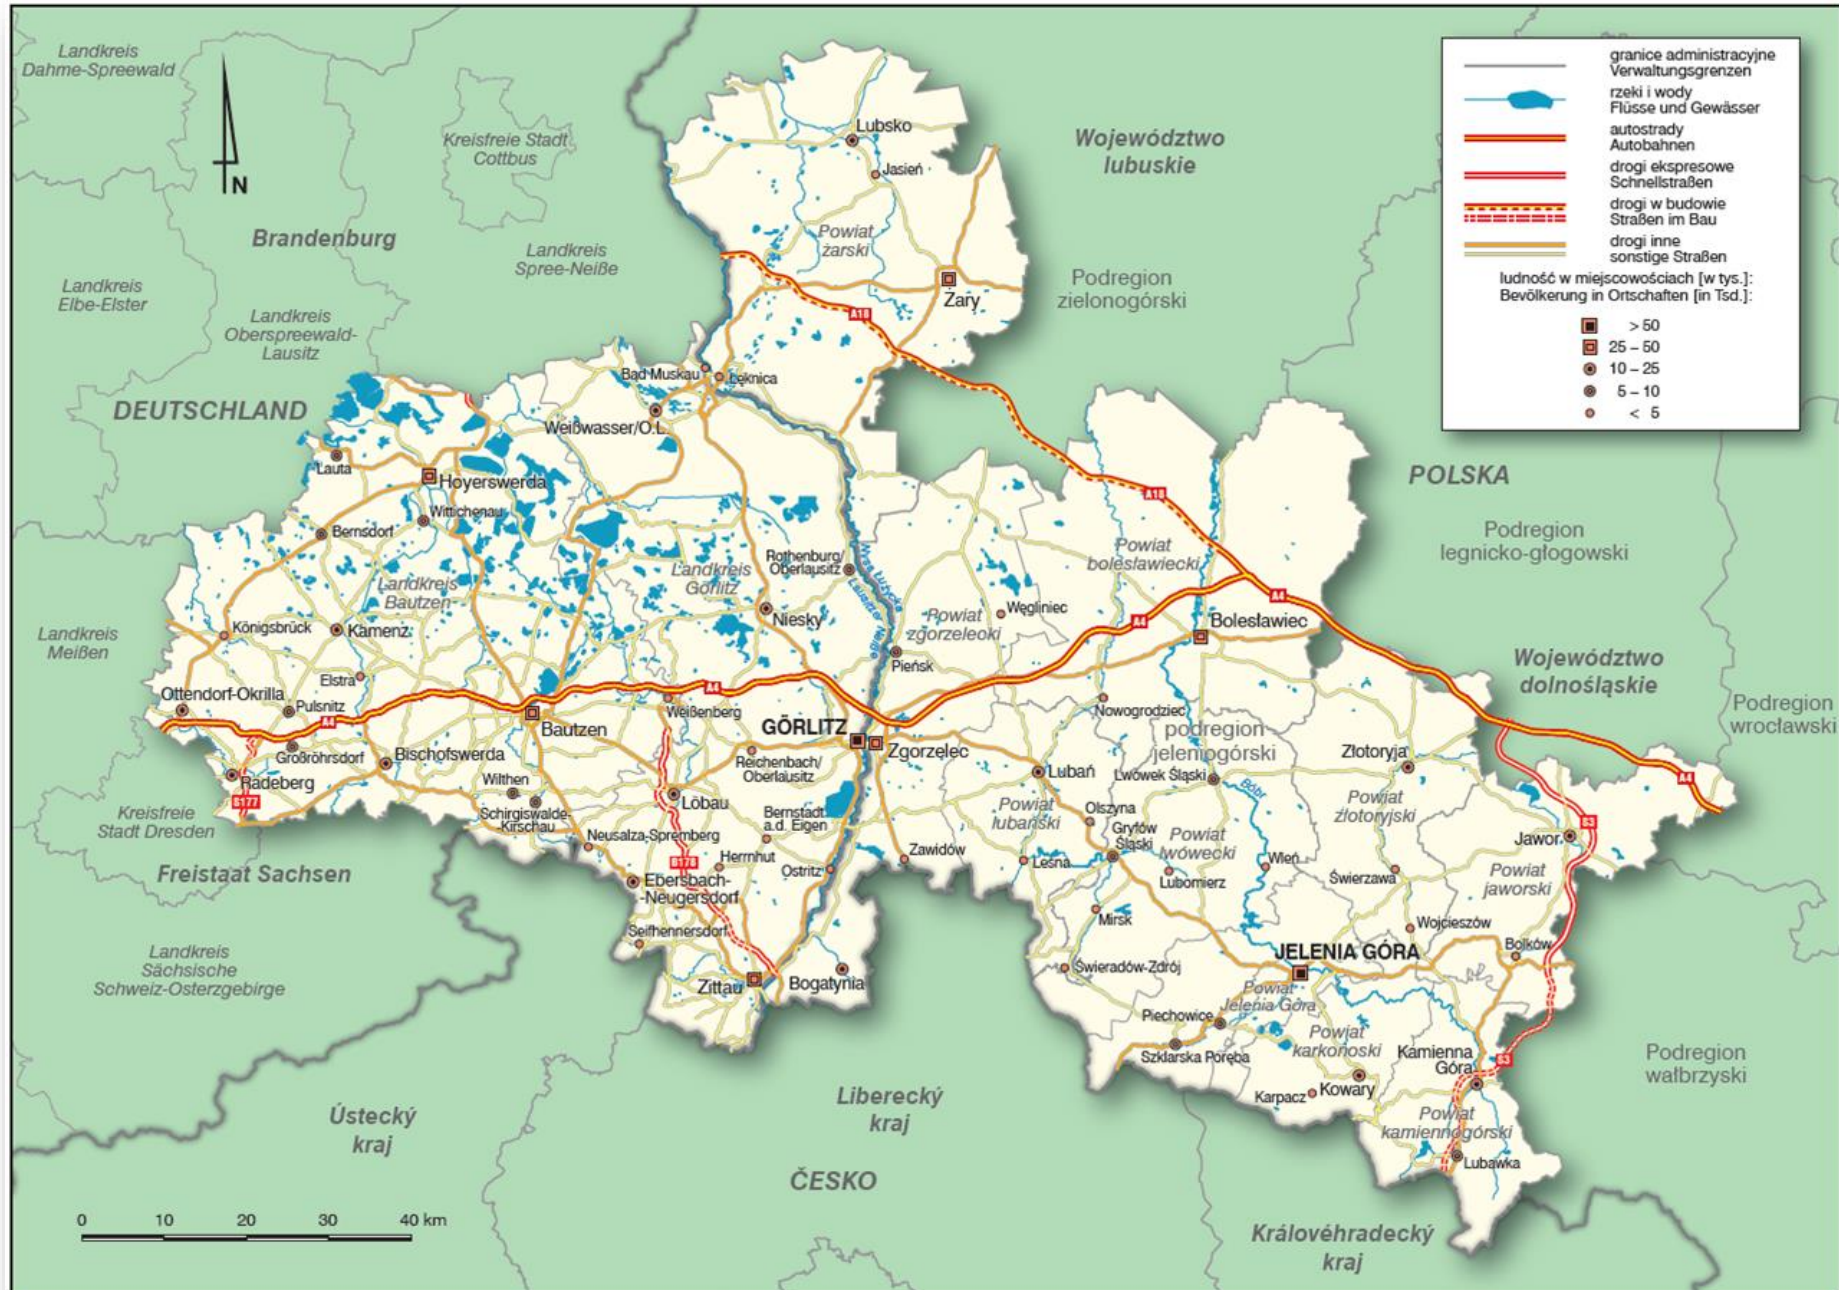 Landkreis
Dahme-Spreewald
Kreisfreie Stadt
Cottbus
N
Brandenburg
Landkreis
Spree-Neiße
Landkreis
Elbe-Elster
Landkreis
Oberspreewald-
Lausitz
DEUTSCHLAND
Lubsko
Jasień
Powiat
żarski
Żary
A18
Województwo
lubuskie
Podregion
zielonogórski
granice administracyjne
Verwaltungsgrenzen
rzeki i wody
Flüsse und Gewässer
autostrady
Autobahnen
drogi ekspresowe
Schnellstraßen
drogi w budowie
Straßen im Bau
drogi inne
sonstige Straßen
ludność w miejscowościach [w tys.]:
Bevölkerung in Ortschaften [in Tsd.]:
> 50
25 – 50
10 – 25
5 – 10
< 5
Bad Muskau
Łęknica
Weißwasser/O.L.
Lauta
Hoyerswerda
Wittichenau
Bernsdorf
Landkreis
Bautzen
Königsbrück
Kamenz
Elstra
Ottendorf-Okrilla
Pulsnitz
A4
Großröhrsdorf
Radeberg
S177
Bischofswerda
Bautzen
Wilthen
Schirgiswalde-
-Kirschau
Neusalza-Spremberg
Landkreis
Görlitz
Rothenburg/
Oberlausitz
Nysa Łużycka
Lausitzer Neiße
Niesky
A4
Weißenberg
GÖRLITZ
Reichenbach/
Oberlausitz
Löbau
Bernstadt
a.d. Eigen
B178
Herrnhut
Ostritz
Ebersbach-
-Neugersdorf
Seifhennersdorf
Zittau
Bogatynia
Landkreis
Meißen
Kreisfreie
Stadt Dresden
Freistaat Sachsen
Landkreis
Sächsische
Schweiz-Osterzgebirge
POLSKA
Podregion
legnicko-głogowski
A18
Powiat
bolesławiecki
Węgliniec
Powiat
zgorzelecki
Pieńsk
A4
A4
Bolesławiec
Województwo
dolnośląskie
Podregion
wrocławski
Zgorzelec
Nowogrodziec
podregion
jeleniogórski
Złotoryja
Lubań
Lwówek Śląski
Bóbr
A4
Powiat
lubański
Olszyna
Gryfów
Śląski
Powiat
lwówecki
Powiat
złotoryjski
S3
Jawor
Zawidów
Leśna
Lubomierz
Wleń
Świerzawa
Powiat
jaworski
Mirsk
Wojcieszów
Bolków
JELENIA GÓRA
Świeradów-Zdrój
Powiat
Jelenia Góra
Piechowice
Szklarska Poręba
Powiat
karkonoski
Kamienna
Góra
S3
Karpacz
Kowary
Powiat
kamiennogórski
Lubawka
Podregion
wałbrzyski
Ústecký
kraj
Liberecký
kraj
ČESKO
Královéhradecký
kraj
0 10 20 30 40 km